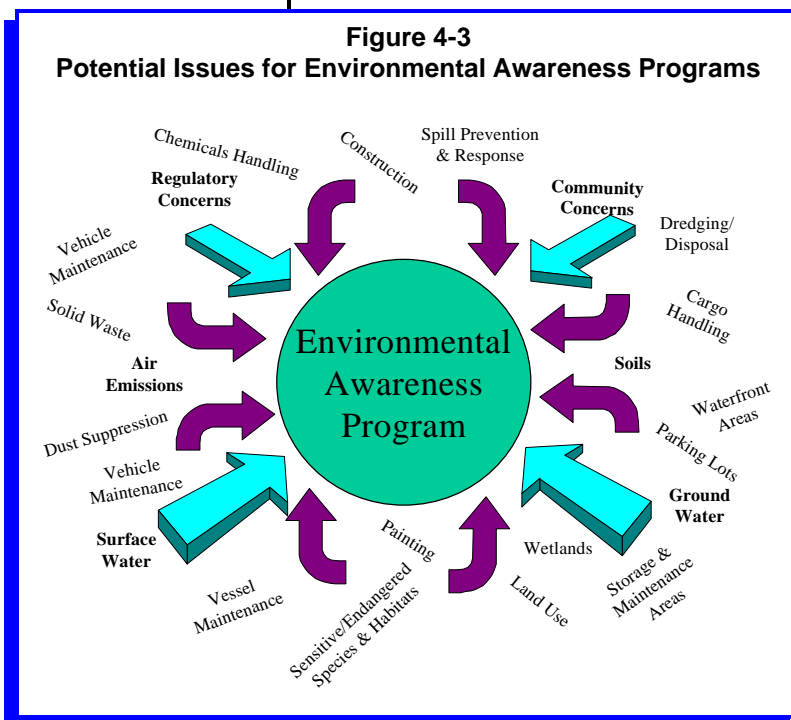 Figure 4-3
Potential Issues for Environmental Awareness Programs
Chemicals Handling
Construction
Spill Prevention
& Response
Regulatory
Concerns
Community
Concerns
Vehicle
Maintenance
Dredging/
Disposal
Solid Waste
Cargo
Handling
Air
Emissions
Environmental
Awareness
Program
Soils
Waterfront
Areas
Dust Suppression
Parking Lots
Vehicle
Maintenance
Ground
Water
Surface
Water
Painting
Wetlands
Vessel
Maintenance
Sensitive/Endangered
Species & Habitats
Land Use
Storage &
Maintenance
Areas